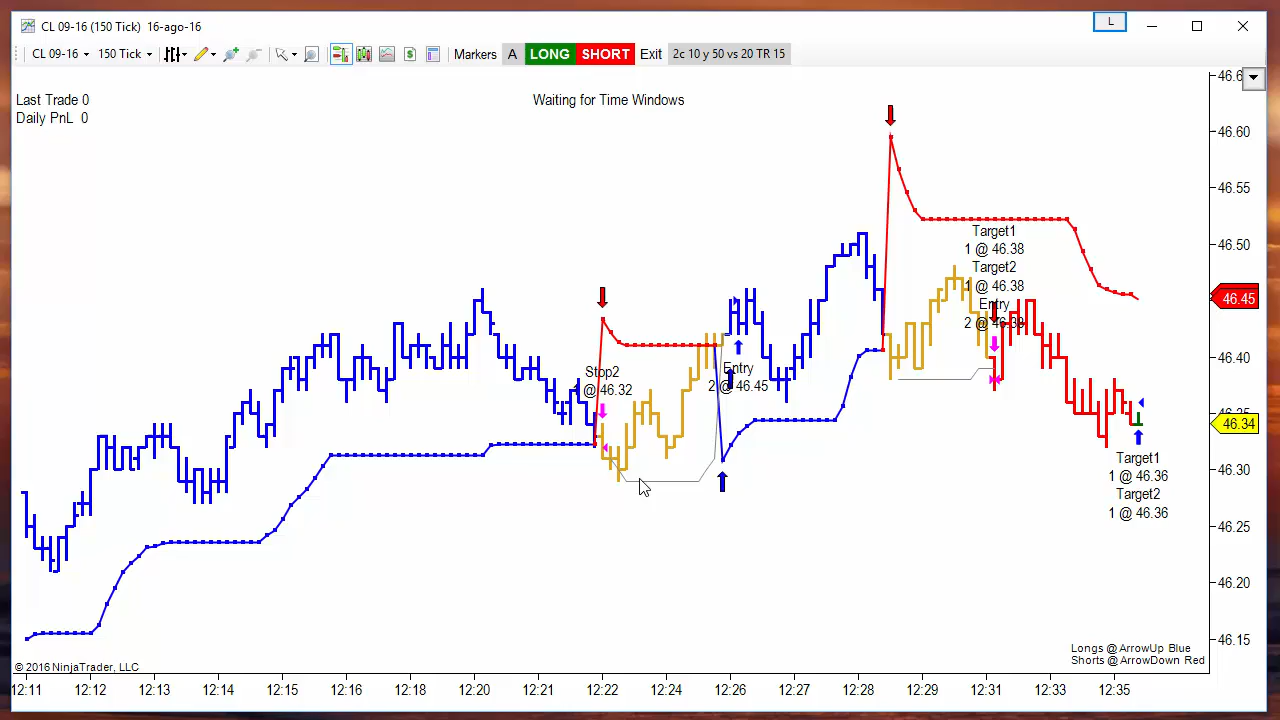 CL 09-16 (150 Tick)  16-ago-16
L
CL 09-16
150 Tick
Markers
A
LONG
SHORT
Exit
2c 10 y 50 vs 20 TR 15
Last Trade 0
Daily PnL  0
Waiting for Time Windows
46.60
46.55
46.50
46.45
46.40
46.34
46.30
46.25
46.20
46.15
Stop2
1 @ 46.32
Entry
2 @ 46.45
Target1
1 @ 46.38
Target2
1 @ 46.38
Entry
2 @ 46.38
Target1
1 @ 46.36
Target2
1 @ 46.36
Longs @ ArrowUp Blue
Shorts @ ArrowDown Red
© 2016 NinjaTrader, LLC
12:11 12:12 12:13 12:14 12:15 12:16 12:18 12:20 12:21 12:22 12:24 12:26 12:27 12:29 12:29 12:31 12:33 12:35